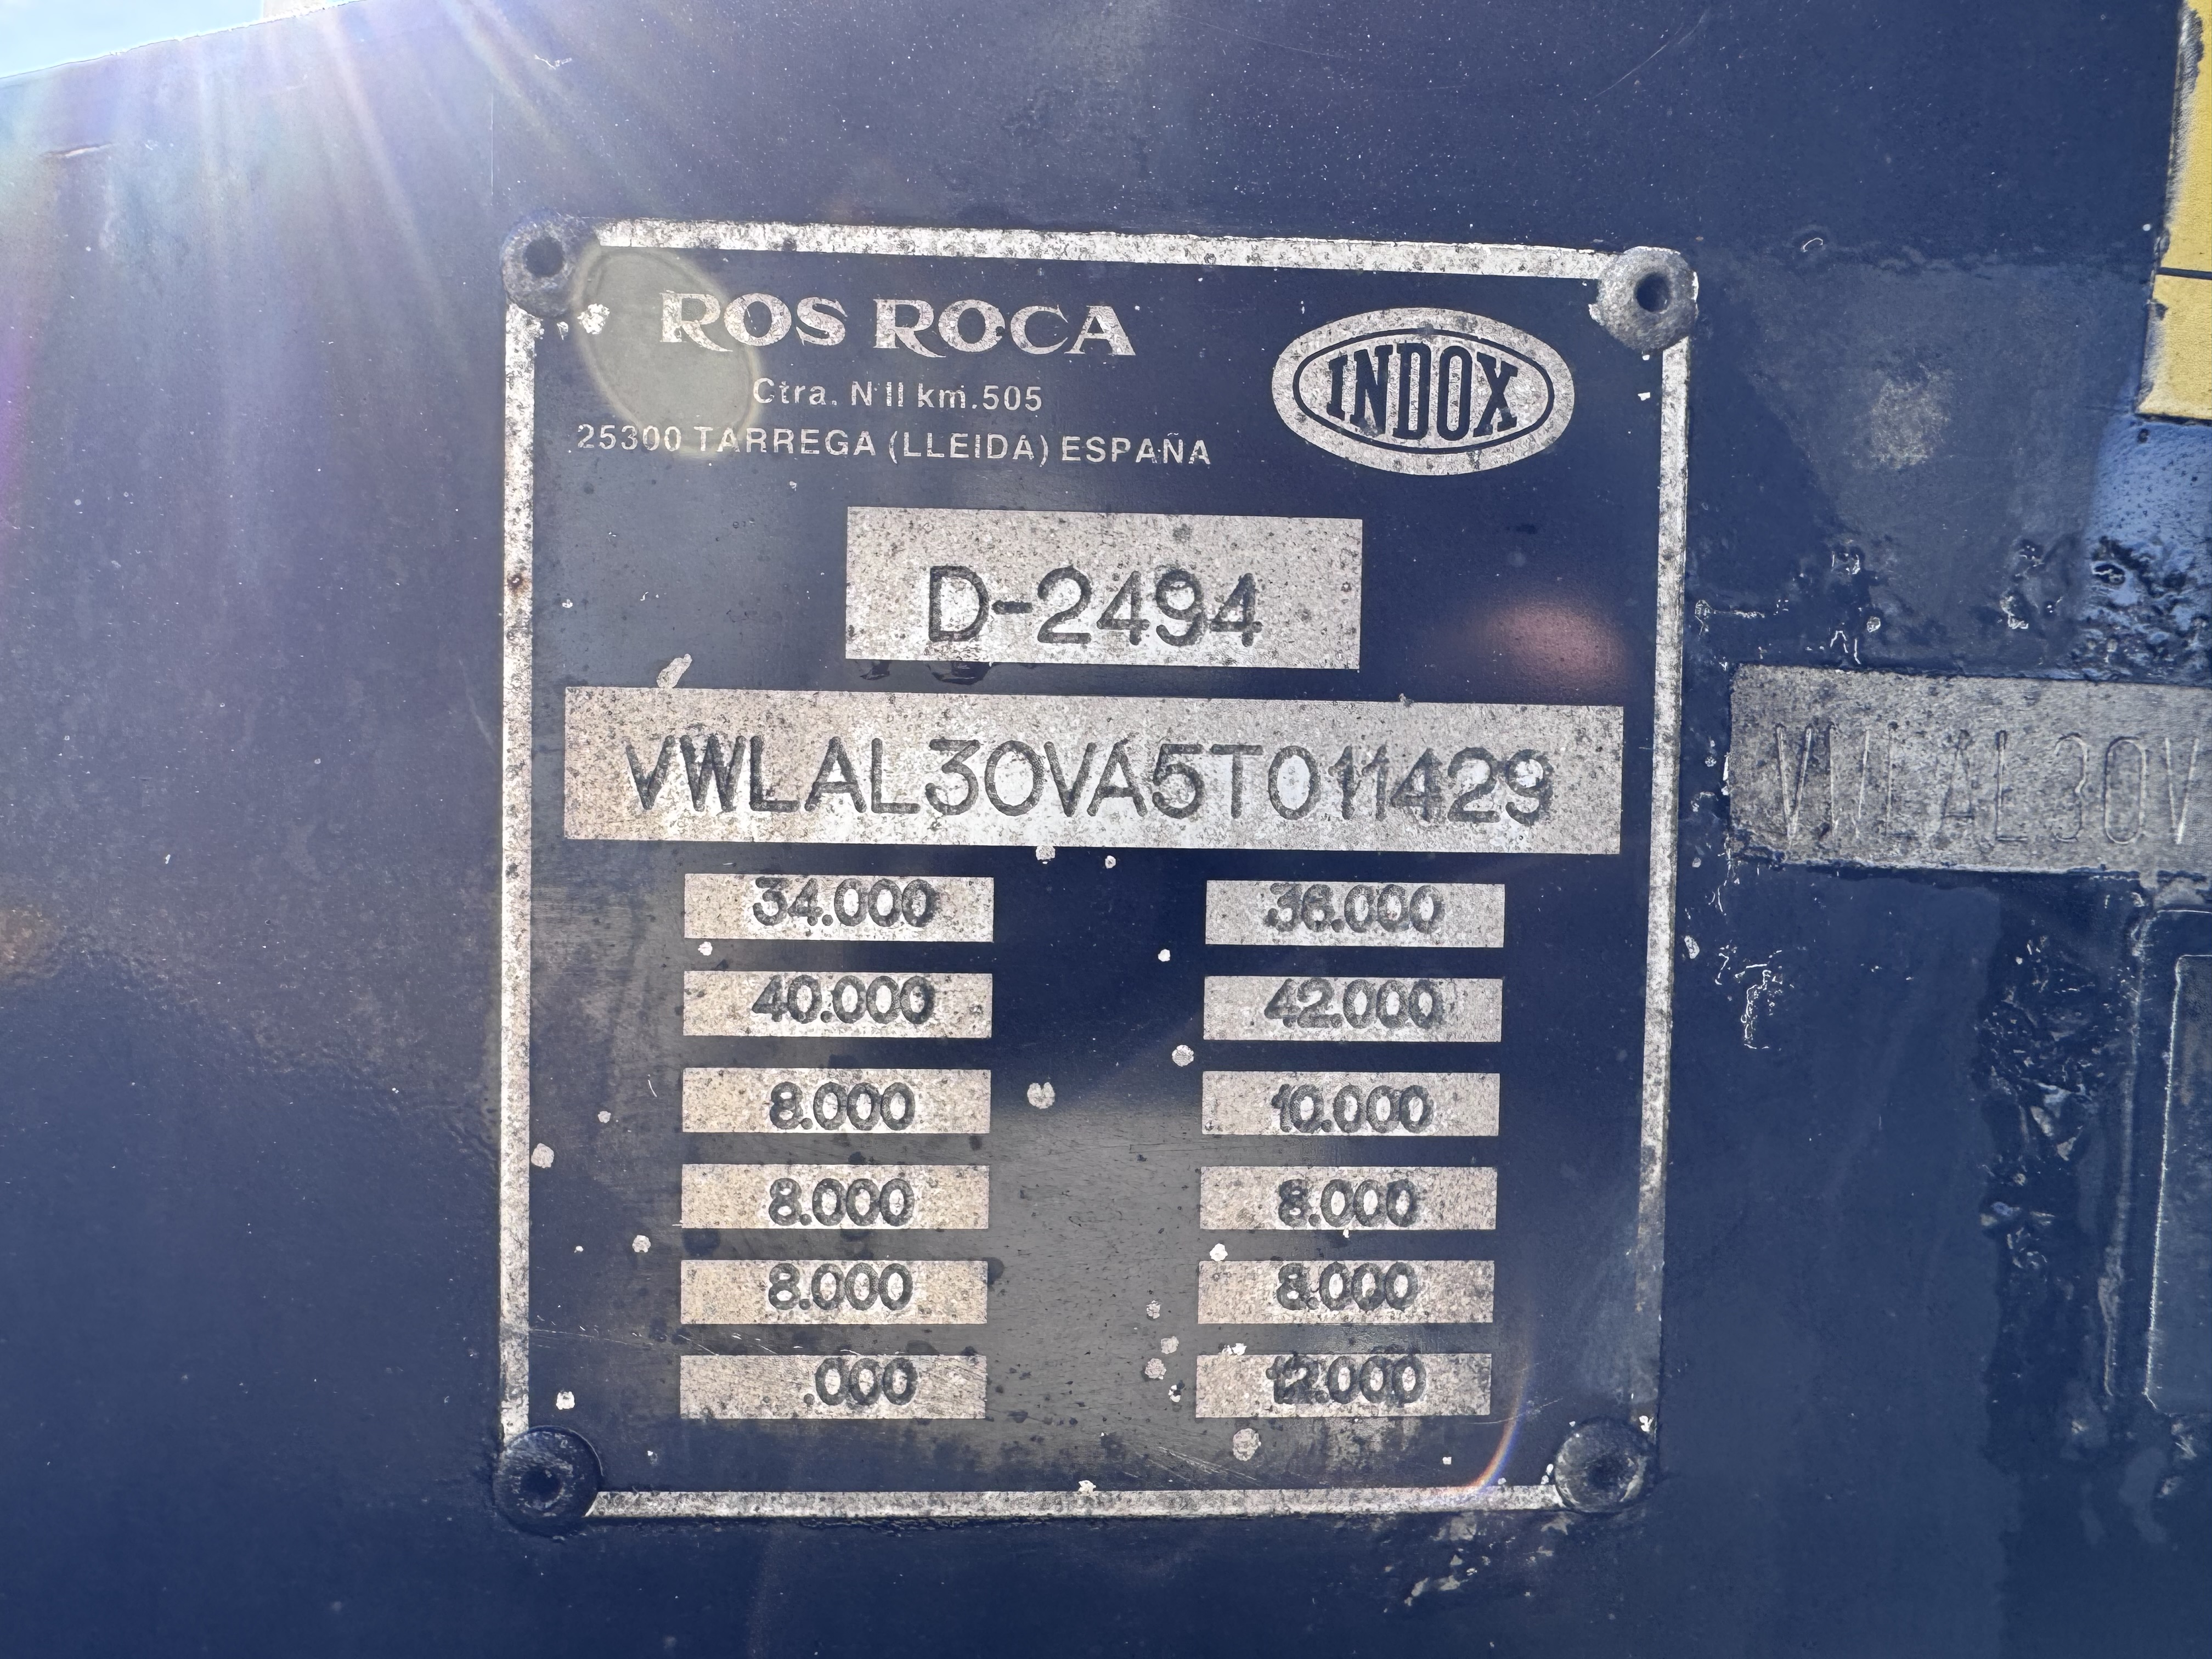 ROS ROCA
Ctra. N II km.505
25300 TARREGA (LLEIDA) ESPAÑA
INDOX
D-2494
VWLAL30VA5T011429
VWLAL30V
34.000 36.000
40.000 42.000
8.000 10.000
8.000 8.000
8.000 8.000
.000 12.000